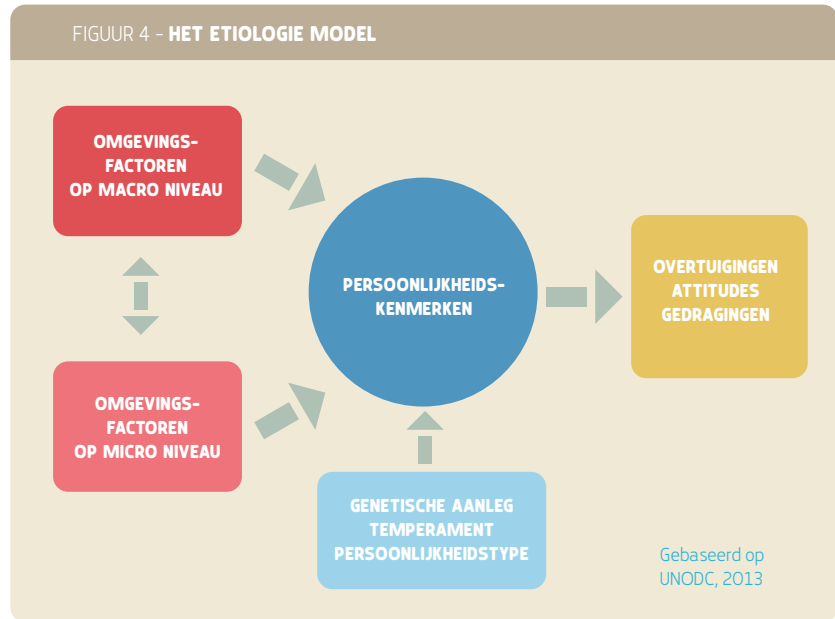 FIGUUR 4 - HET ETIOLOGIE MODEL
OMGEVINGS-
FACTOREN
OP MACRO NIVEAU
PERSOONLIJKHEIDS-
KENMERKEN
OVERTUIGINGEN
ATTITUDES
GEDRAGINGEN
OMGEVINGS-
FACTOREN
OP MICRO NIVEAU
GENETISCHE AANLEG
TEMPERAMENT
PERSOONLIJKHEIDSTYPE
Gebaseerd op
UNODC, 2013